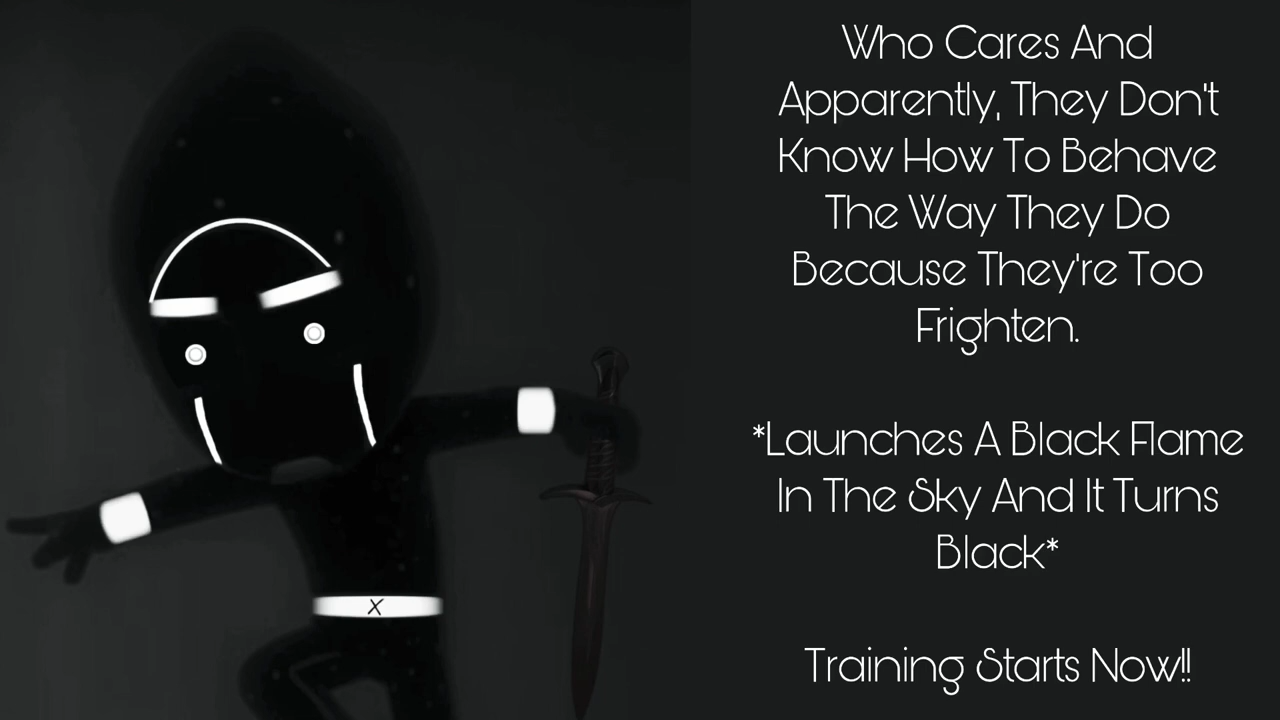 Who Cares And
Apparently, They Don't
Know How To Behave
The Way They Do
Because They're Too
Frighten.
*Launches A Black Flame
In The Sky And It Turns
Black*
Training Starts Now!!
X